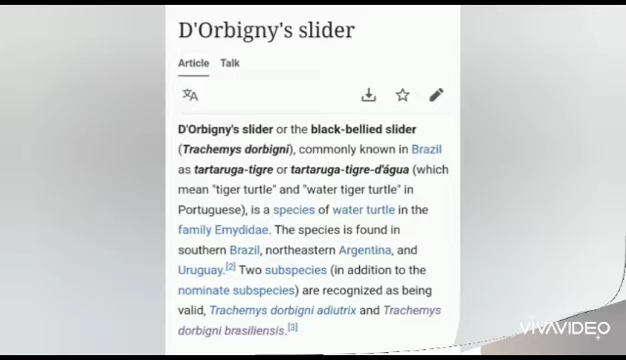 D'Orbigny's slider
Article Talk
D'Orbigny's slider or the black-bellied slider
(Trachemys dorbigni), commonly known in Brazil
as tartaruga-tigre or tartaruga-tigre-d'água (which
mean "tiger turtle" and "water tiger turtle" in
Portuguese), is a species of water turtle in the
family Emydidae. The species is found in
southern Brazil, northeastern Argentina, and
Uruguay.[2] Two subspecies (in addition to the
nominate subspecies) are recognized as being
valid, Trachemys dorbigni adiutrix and Trachemys
dorbigni brasiliensis.[3]
VIVAVIDEO